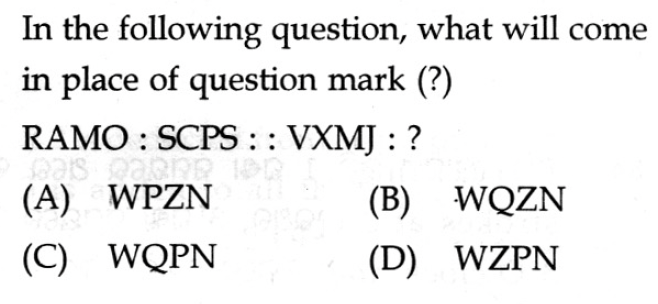 In the following question, what will come
in place of question mark (?)
RAMO : SCPS : : VXMJ : ?
(A) WPZN (B) WQZN
(C) WQPN (D) WZPN